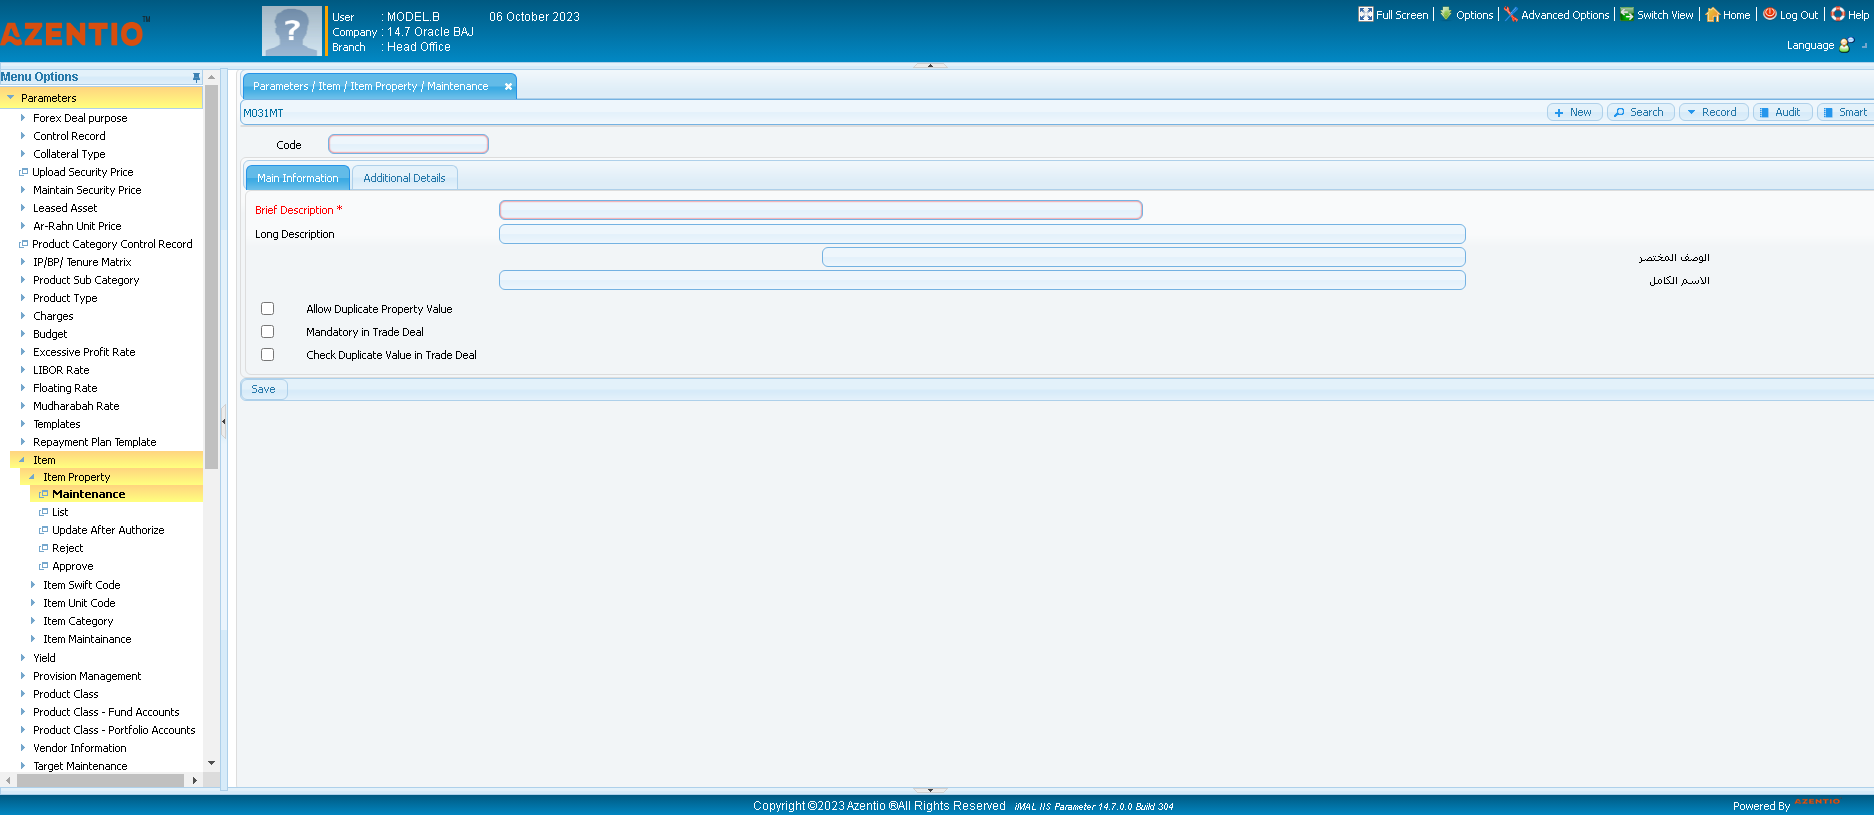 AZENTIO™
User : MODEL.B 06 October 2023
Company : 14.7 Oracle BAJ
Branch : Head Office
Full Screen Options Advanced Options Switch View Home Log Out Help
Language
Menu Options
Parameters
Forex Deal purpose
Control Record
Collateral Type
Upload Security Price
Maintain Security Price
Leased Asset
Ar-Rahn Unit Price
Product Category Control Record
IP/BP/ Tenure Matrix
Product Sub Category
Product Type
Charges
Budget
Excessive Profit Rate
LIBOR Rate
Floating Rate
Mudharabah Rate
Templates
Repayment Plan Template
Item
Item Property
Maintenance
List
Update After Authorize
Reject
Approve
Item Swift Code
Item Unit Code
Item Category
Item Maintainance
Yield
Provision Management
Product Class
Product Class - Fund Accounts
Product Class - Portfolio Accounts
Vendor Information
Target Maintenance
Parameters / Item / Item Property / Maintenance
M031MT
New Search Record Audit Smart
Code
Main Information Additional Details
Brief Description *
Long Description
الوصف المختصر
الاسم الكامل
Allow Duplicate Property Value
Mandatory in Trade Deal
Check Duplicate Value in Trade Deal
Save
Copyright ©2023 Azentio ®All Rights Reserved iMAL IIS Parameter 14.7.0.0 Build 304
Powered By AZENTIO